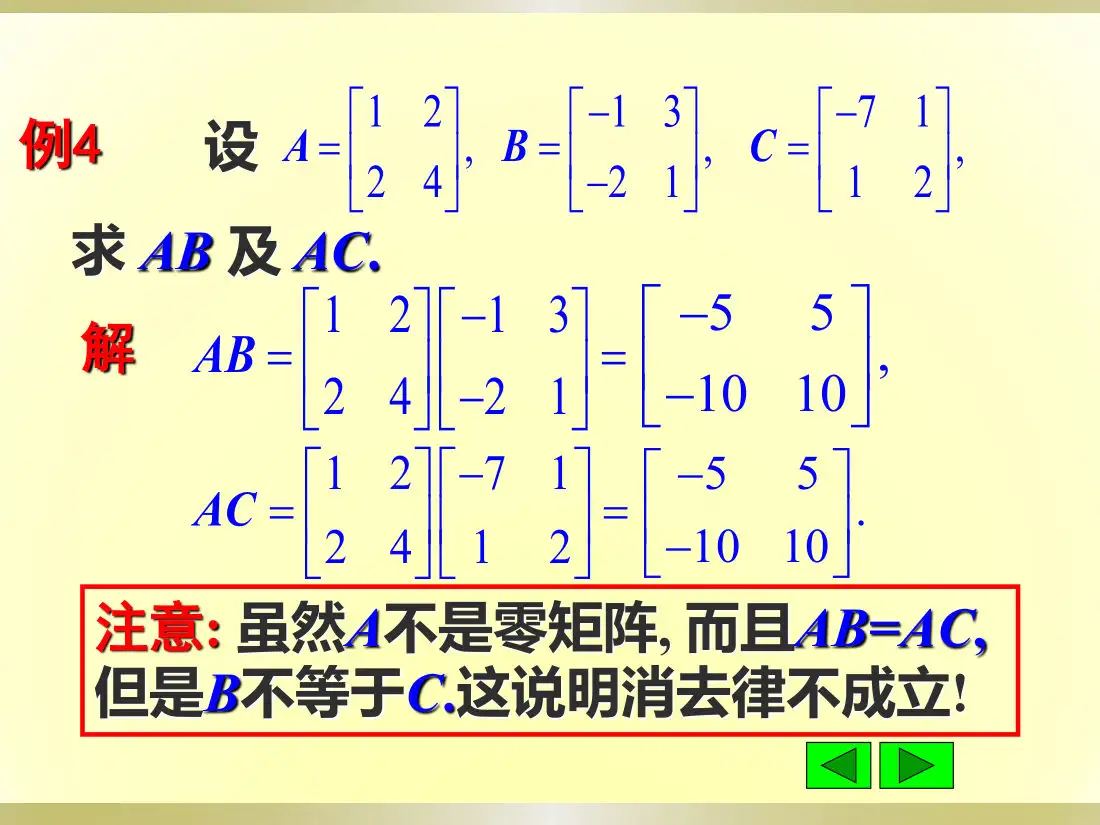 例4 设 A = [1 2; 2 4], B = [−1 3; −2 1], C = [−7 1; 1 2],
求 AB 及 AC.
解 AB = [1 2; 2 4] [−1 3; −2 1] = [−5 5; −10 10],
AC = [1 2; 2 4] [−7 1; 1 2] = [−5 5; −10 10].
注意: 虽然A不是零矩阵, 而且AB=AC,
但是B不等于C.这说明消去律不成立!